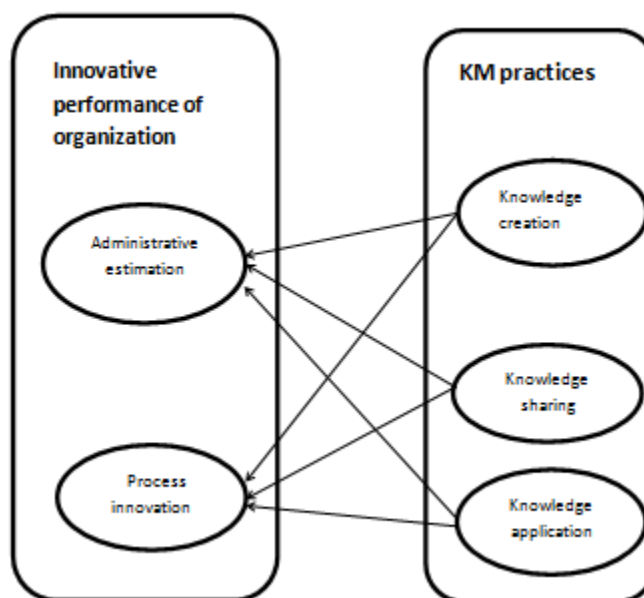 Innovative
performance of
organization
Administrative
estimation
Process
innovation
KM practices
Knowledge
creation
Knowledge
sharing
Knowledge
application